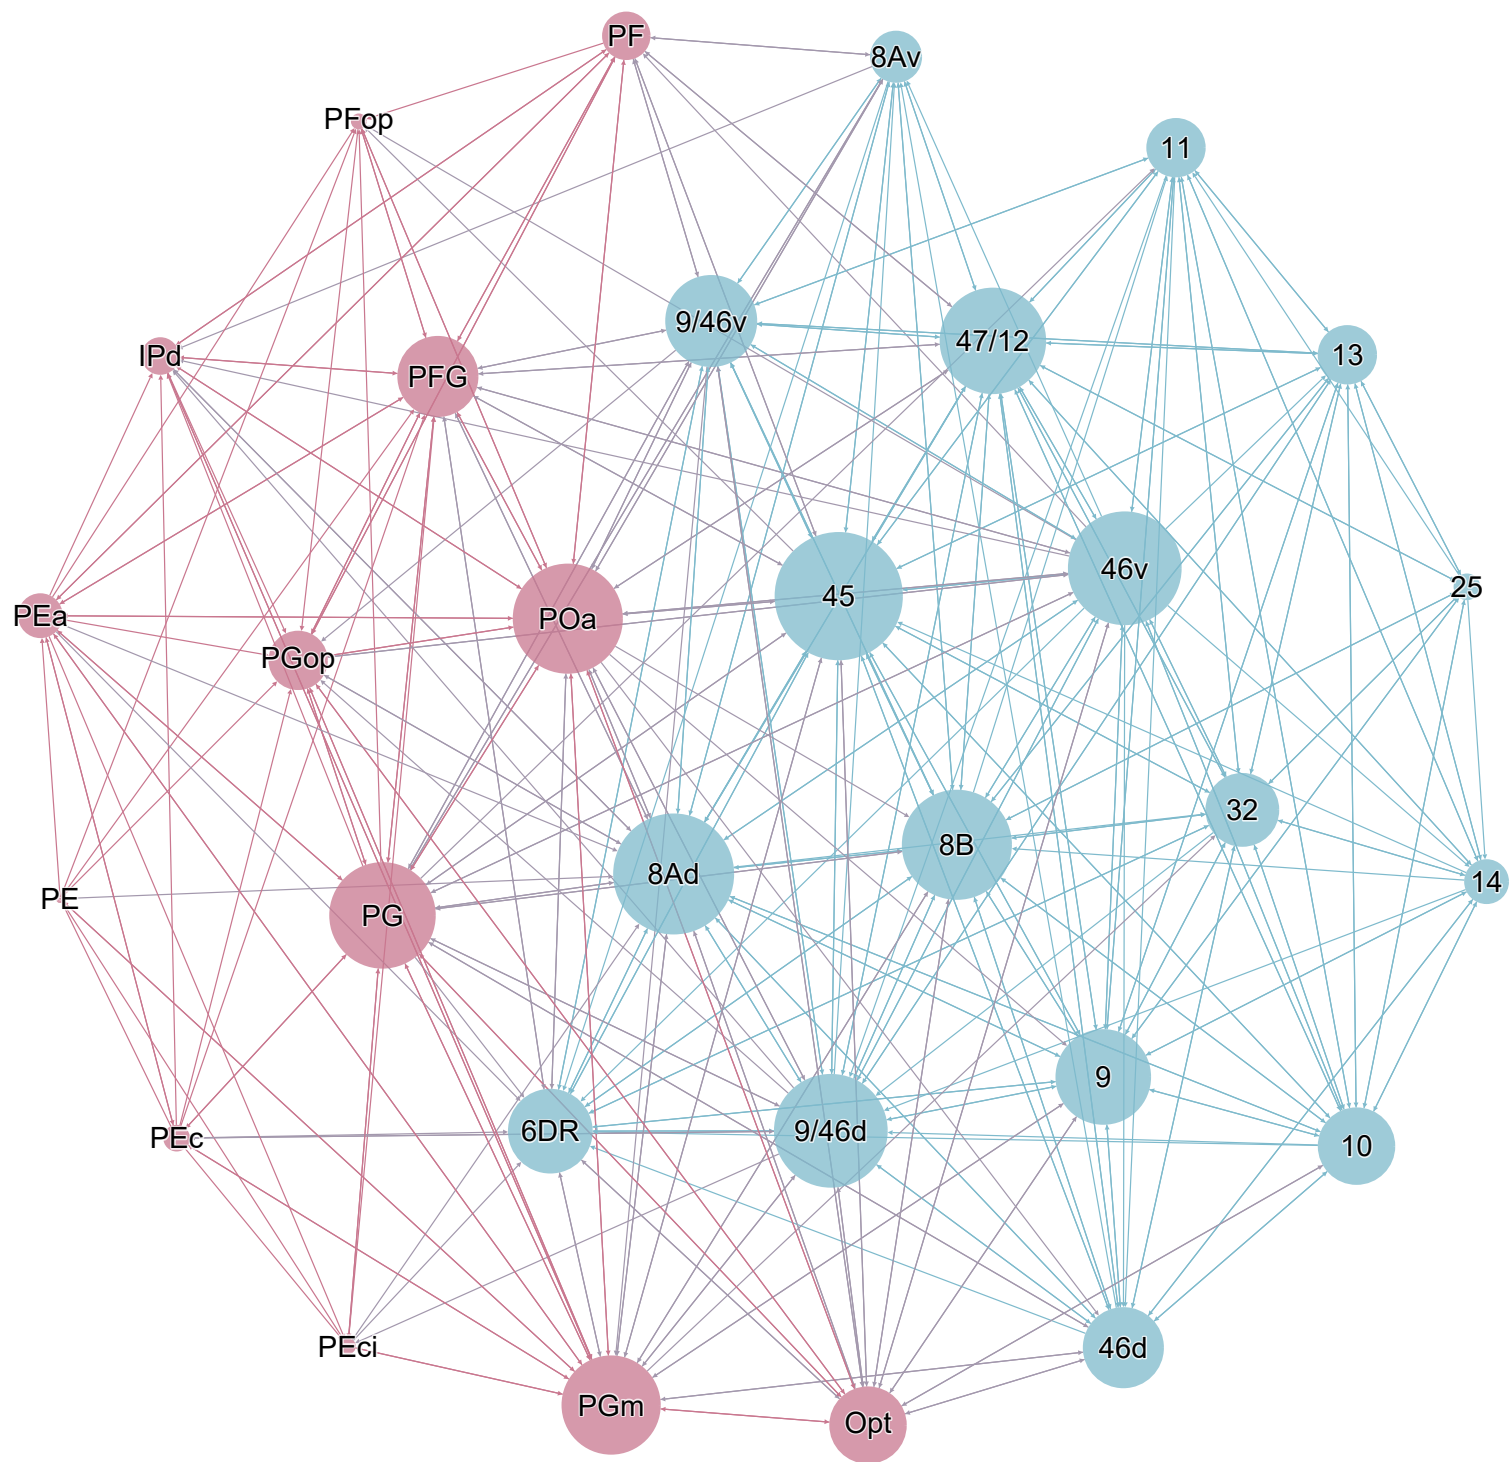 PF
8Av
PFop
11
9/46v
47/12
IPd
13
PFG
46v
25
45
PEa
POa
PGop
32
8B
8Ad
14
PE
PG
9
6DR
9/46d
PEc
10
PEci
46d
PGm
Opt